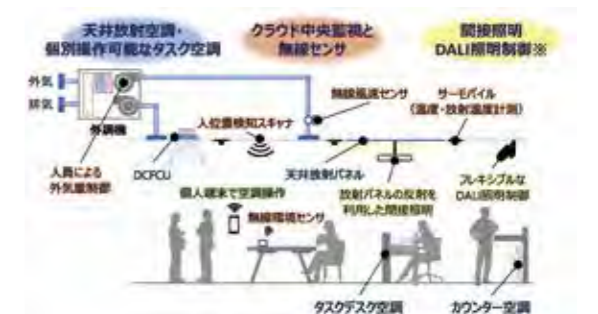 天井放射空調・
個別操作可能なタスク空調
クラウド中央監視と
無線センサ
間接照明
DALI照明制御※
外気
排気
外調機
人員による
外気量制御
DCFCU
人位置検知スキャナ
無線風速センサ
サーモパイル
(温度・放射温度計測)
天井放射パネル
放射パネルの反射を
利用した間接照明
フレキシブルな
DALI照明制御
個人端末で空調操作
無線環境センサ
タスクデスク空調
カウンター空調